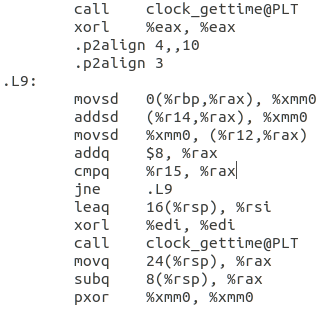 call clock_gettime@PLT
xorl %eax, %eax
.p2align 4,,10
.p2align 3
.L9:
movsd 0(%rbp,%rax), %xmm0
addsd (%r14,%rax), %xmm0
movsd %xmm0, (%r12,%rax)
addq $8, %rax
cmpq %r15, %rax
jne .L9
leaq 16(%rsp), %rsi
xorl %edi, %edi
call clock_gettime@PLT
movq 24(%rsp), %rax
subq 8(%rsp), %rax
pxor %xmm0, %xmm0